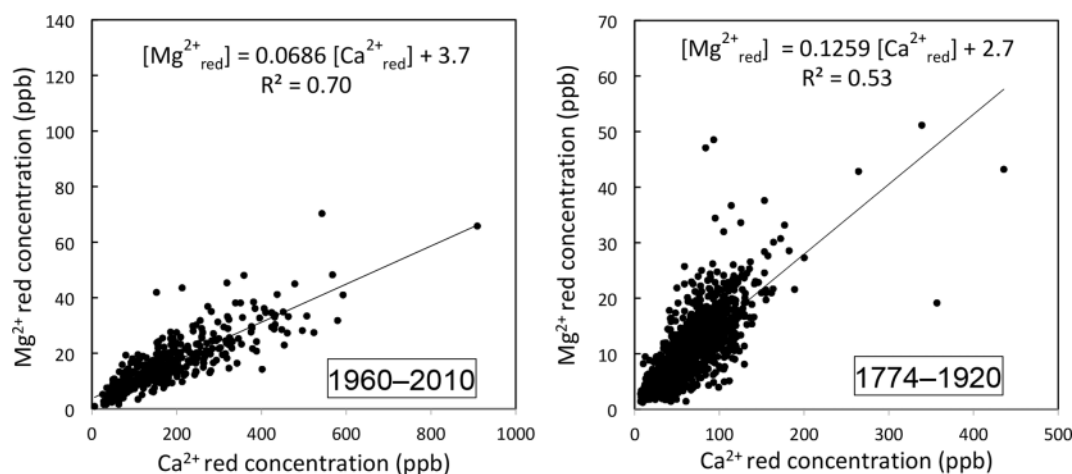 [Mg²⁺red] = 0.0686 [Ca²⁺red] + 3.7
R² = 0.70
Mg²⁺ red concentration (ppb)
140
120
100
80
60
40
20
0
0 200 400 600 800 1000
Ca²⁺ red concentration (ppb)
1960–2010
[Mg²⁺red] = 0.1259 [Ca²⁺red] + 2.7
R² = 0.53
Mg²⁺ red concentration (ppb)
70
60
50
40
30
20
10
0
0 100 200 300 400 500
Ca²⁺ red concentration (ppb)
1774–1920